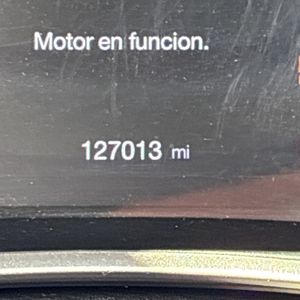 Motor en funcion.
127013 mi